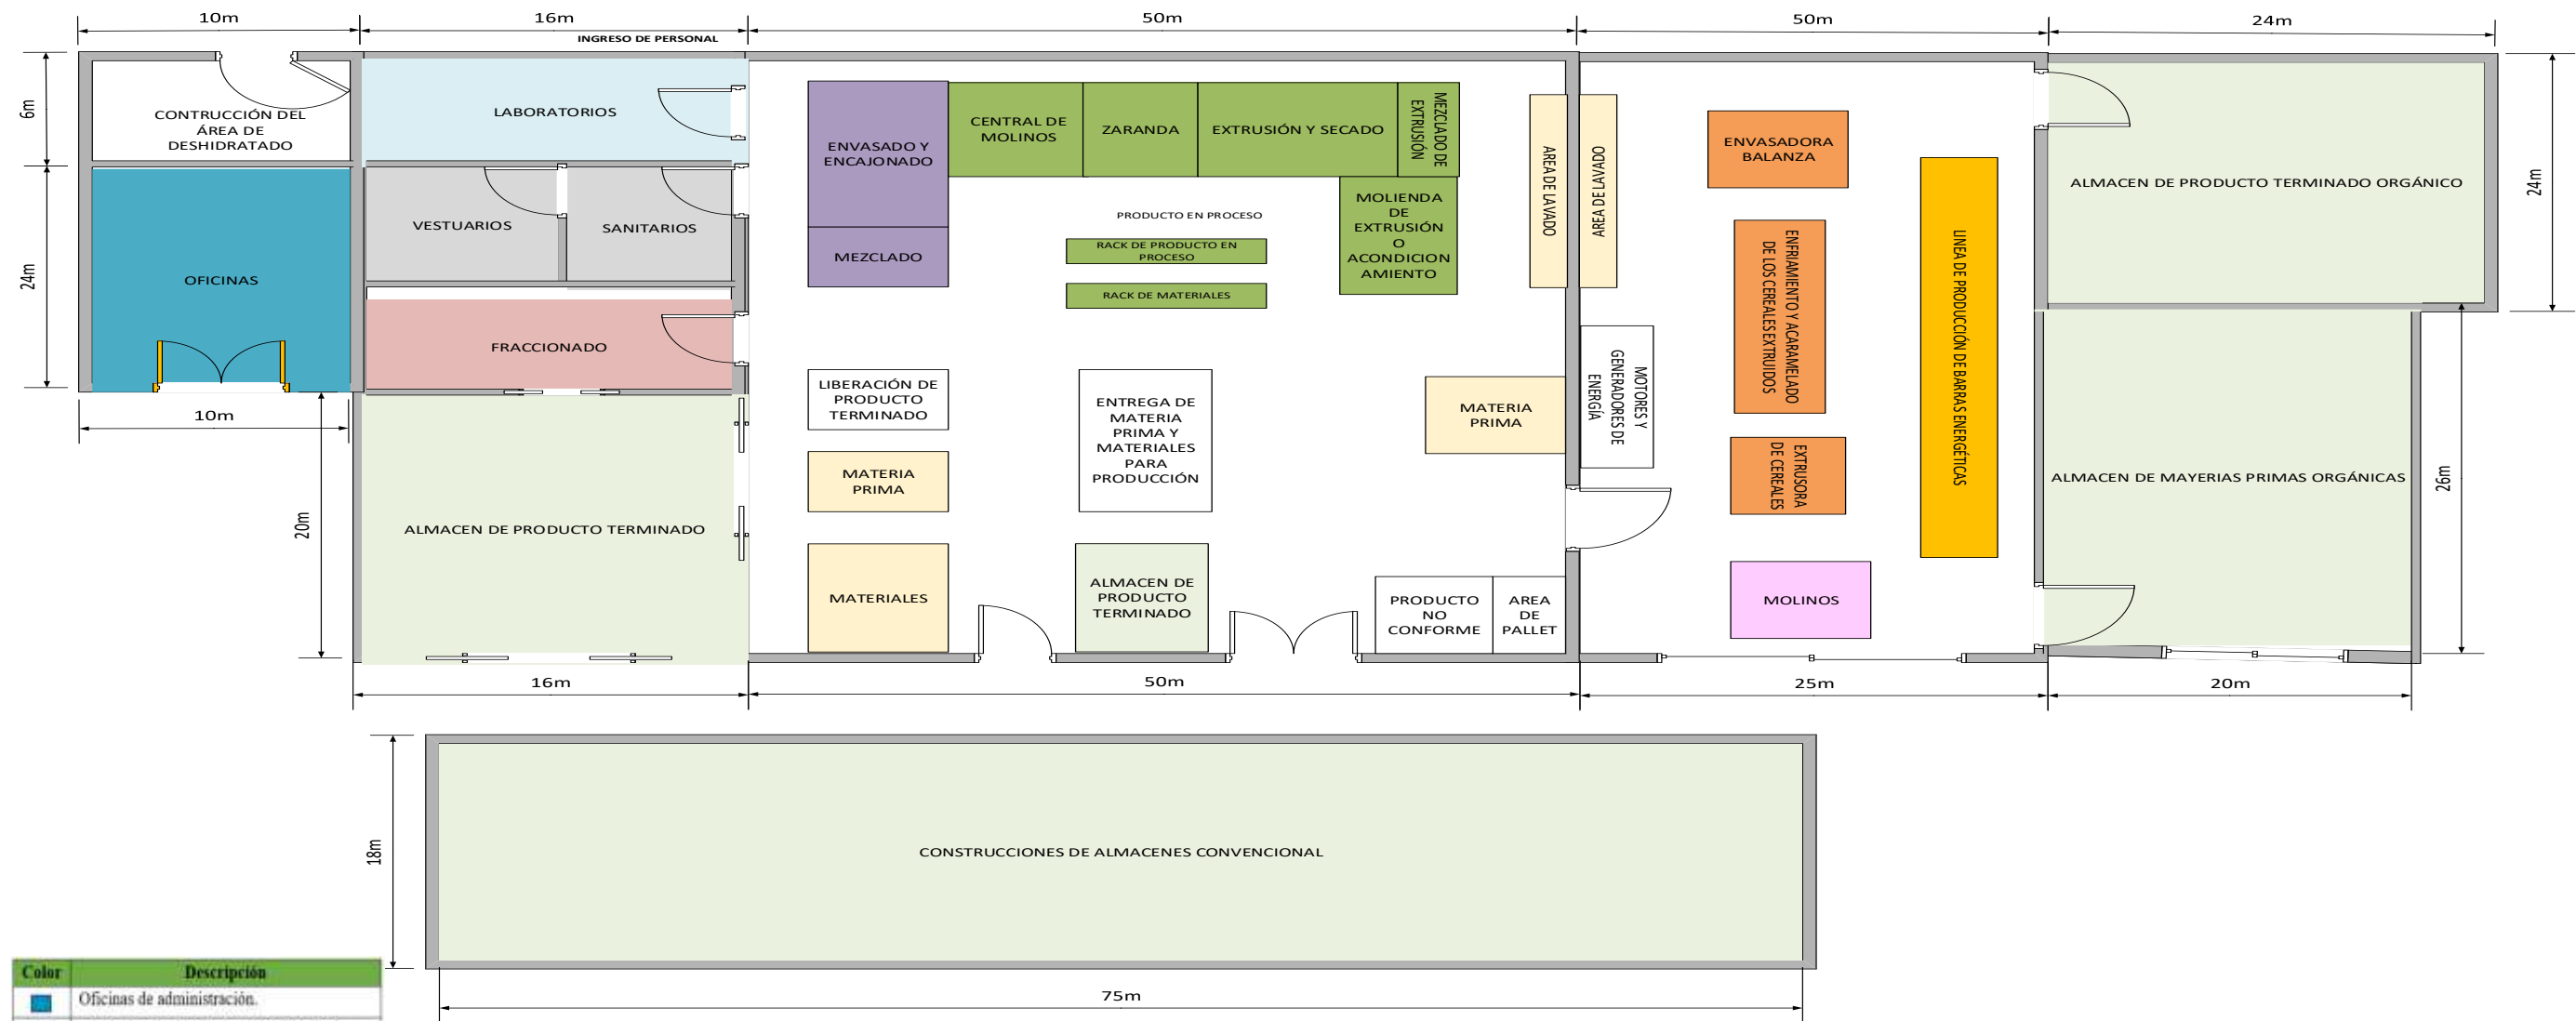 10m
16m
50m
50m
24m
INGRESO DE PERSONAL
6m
24m
10m
20m
CONTRUCCIÓN DEL
ÁREA DE
DESHIDRATADO
OFICINAS
LABORATORIOS
VESTUARIOS
SANITARIOS
FRACCIONADO
ALMACEN DE PRODUCTO TERMINADO
ENVASADO Y
ENCAJONADO
MEZCLADO
CENTRAL DE
MOLINOS
ZARANDA
EXTRUSIÓN Y SECADO
MEZCLADO DE
EXTRUSIÓN
MOLIENDA
DE
EXTRUSIÓN
O
ACONDICION
AMIENTO
PRODUCTO EN PROCESO
RACK DE PRODUCTO EN
PROCESO
RACK DE MATERIALES
AREA DE LAVADO
AREA DE LAVADO
LIBERACIÓN DE
PRODUCTO
TERMINADO
MATERIA
PRIMA
MATERIALES
ENTREGA DE
MATERIA
PRIMA Y
MATERIALES
PARA
PRODUCCIÓN
ALMACEN DE
PRODUCTO
TERMINADO
MATERIA
PRIMA
PRODUCTO
NO
CONFORME
AREA
DE
PALLET
MOTORES Y
GENERADORES DE
ENERGÍA
ENVASADORA
BALANZA
ENFRIAMIENTO Y ACARAMELADO
DE LOS CEREALES EXTRUIDOS
EXTRUSORA
DE CEREALES
MOLINOS
LINEA DE PRODUCCIÓN DE BARRAS ENERGÉTICAS
ALMACEN DE PRODUCTO TERMINADO ORGÁNICO
ALMACEN DE MAYERIAS PRIMAS ORGÁNICAS
24m
26m
16m
50m
25m
20m
18m
CONSTRUCCIONES DE ALMACENES CONVENCIONAL
75m
Color Descripción
Oficinas de administración.